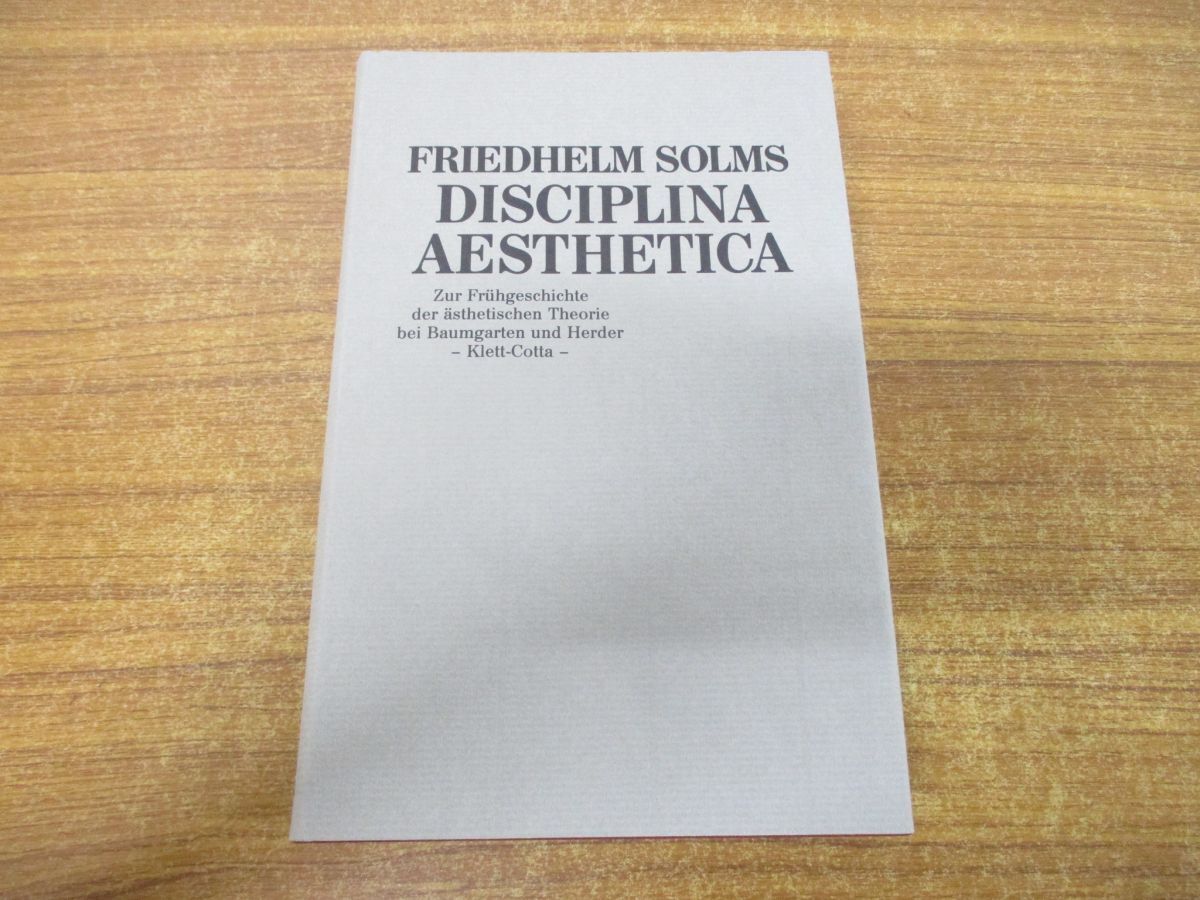 FRIEDHELM SOLMS
DISCIPLINA
AESTHETICA
Zur Frühgeschichte
der ästhetischen Theorie
bei Baumgarten und Herder
– Klett-Cotta –